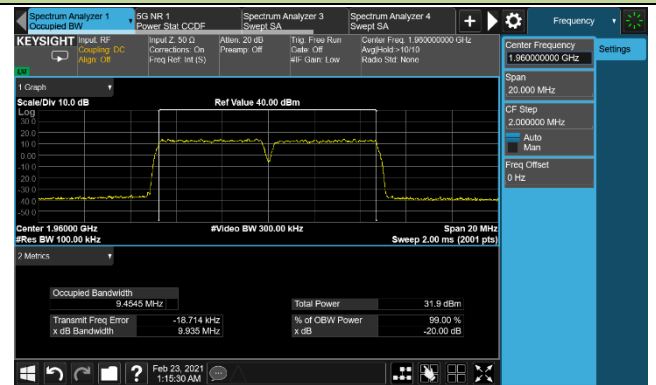 Spectrum Analyzer 1
Occupied BW
5G NR 1
Power Stat CCDF
Spectrum Analyzer 3
Swept SA
Spectrum Analyzer 4
Swept SA
Frequency
KEYSIGHT
Input: RF
Coupling: DC
Align: Off
Input Z: 50 Ω
Corrections: On
Freq Ref: Int (S)
Atten: 20 dB
Preamp: Off
Trig: Free Run
Gate: Off
#IF Gain: Low
Center Freq: 1.960000000 GHz
Avg|Hold:>10/10
Radio Std: None
LXI
Center Frequency
1.960000000 GHz
Settings
Span
20.000 MHz
CF Step
2.000000 MHz
Auto
Man
Freq Offset
0 Hz
1 Graph
Scale/Div 10.0 dB
Ref Value 40.00 dBm
Log
30.0
20.0
10.0
0.00
-10.0
-20.0
-30.0
-40.0
-50.0
Center 1.96000 GHz
#Video BW 300.00 kHz
Span 20 MHz
#Res BW 100.00 kHz
Sweep 2.00 ms (2001 pts)
2 Metrics
Occupied Bandwidth
9.4545 MHz
Total Power
31.9 dBm
Transmit Freq Error
-18.714 kHz
% of OBW Power
99.00 %
x dB Bandwidth
9.935 MHz
x dB
-20.00 dB
Feb 23, 2021
1:15:30 AM